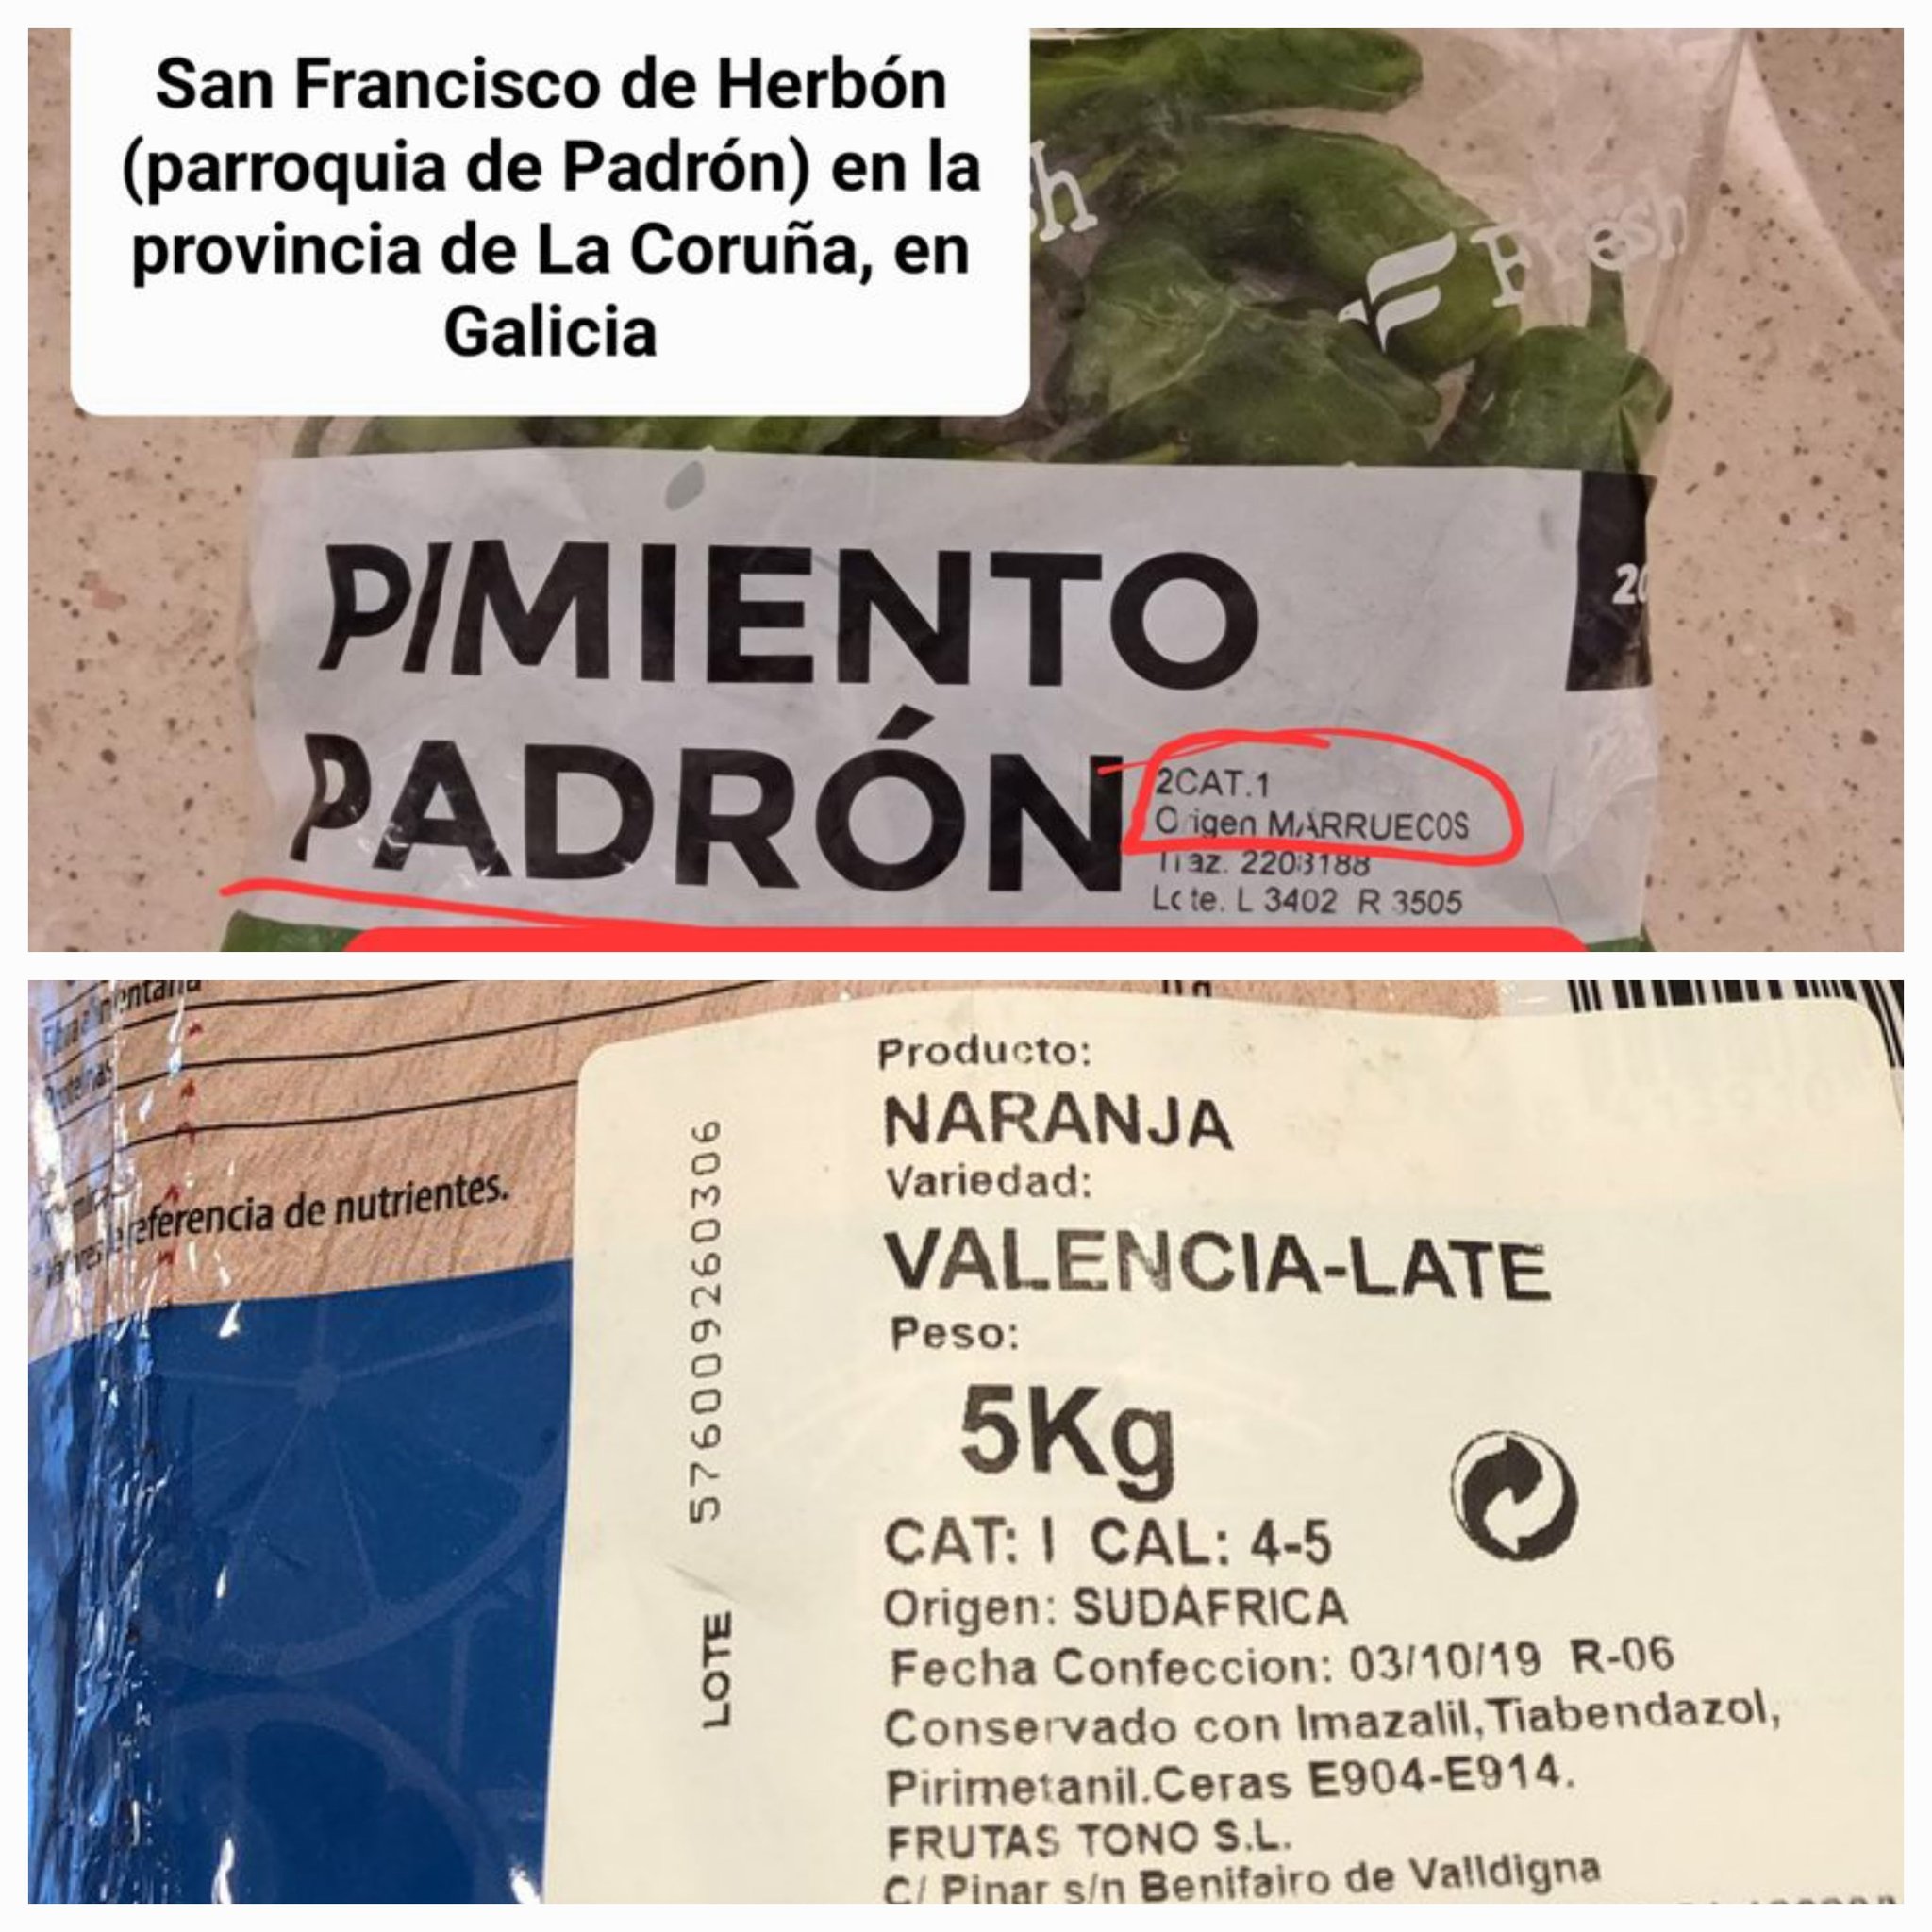 San Francisco de Herbón
(parroquia de Padrón) en la
provincia de La Coruña, en
Galicia
Fresh
PIMIENTO
PADRÓN
2CAT.1
Origen MARRUECOS
Traz. 2203188
Lote. L 3402 R 3505
referencia de nutrientes.
LOTE 576009260306
Producto:
NARANJA
Variedad:
VALENCIA-LATE
Peso:
5Kg
CAT: I CAL: 4-5
Origen: SUDAFRICA
Fecha Confeccion: 03/10/19 R-06
Conservado con Imazalil,Tiabendazol,
Pirimetanil.Ceras E904-E914.
FRUTAS TONO S.L.
C/ Pinar s/n Benifairo de Valldigna